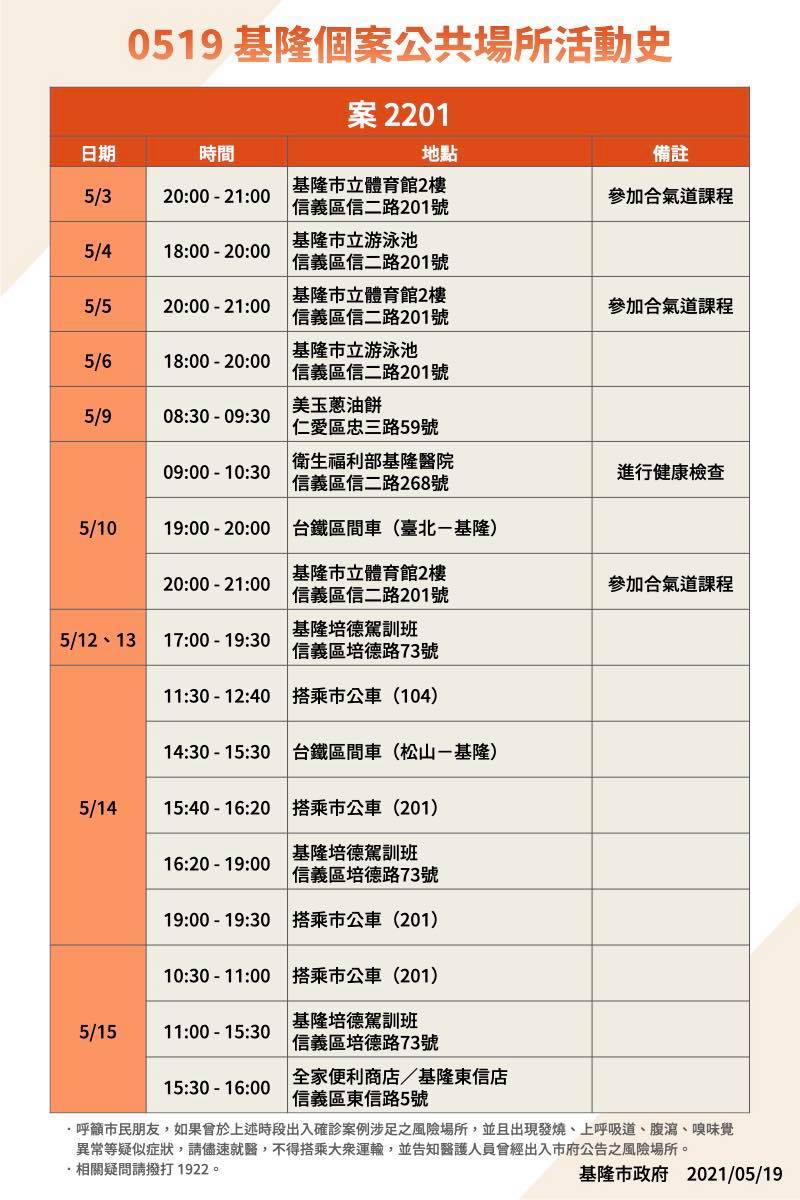 0519 基隆個案公共場所活動史
案 2201
日期 時間 地點 備註
5/3 20:00 - 21:00 基隆市立體育館2樓 參加合氣道課程
信義區信二路201號
5/4 18:00 - 20:00 基隆市立游泳池
信義區信二路201號
5/5 20:00 - 21:00 基隆市立體育館2樓 參加合氣道課程
信義區信二路201號
5/6 18:00 - 20:00 基隆市立游泳池
信義區信二路201號
5/9 08:30 - 09:30 美玉蔥油餅
仁愛區忠三路59號
5/10 09:00 - 10:30 衛生福利部基隆醫院 進行健康檢查
信義區信二路268號
19:00 - 20:00 台鐵區間車（臺北－基隆）
20:00 - 21:00 基隆市立體育館2樓 參加合氣道課程
信義區信二路201號
5/12、13 17:00 - 19:30 基隆培德駕訓班
信義區培德路73號
5/14 11:30 - 12:40 搭乘市公車（104）
14:30 - 15:30 台鐵區間車（松山－基隆）
15:40 - 16:20 搭乘市公車（201）
16:20 - 19:00 基隆培德駕訓班
信義區培德路73號
19:00 - 19:30 搭乘市公車（201）
5/15 10:30 - 11:00 搭乘市公車（201）
11:00 - 15:30 基隆培德駕訓班
信義區培德路73號
15:30 - 16:00 全家便利商店／基隆東信店
信義區東信路5號
·呼籲市民朋友，如果曾於上述時段出入確診案例涉足之風險場所，並且出現發燒、上呼吸道、腹瀉、嗅味覺
異常等疑似症狀，請儘速就醫，不得搭乘大眾運輸，並告知醫護人員曾經出入市府公告之風險場所。
·相關疑問請撥打 1922。
基隆市政府 2021/05/19